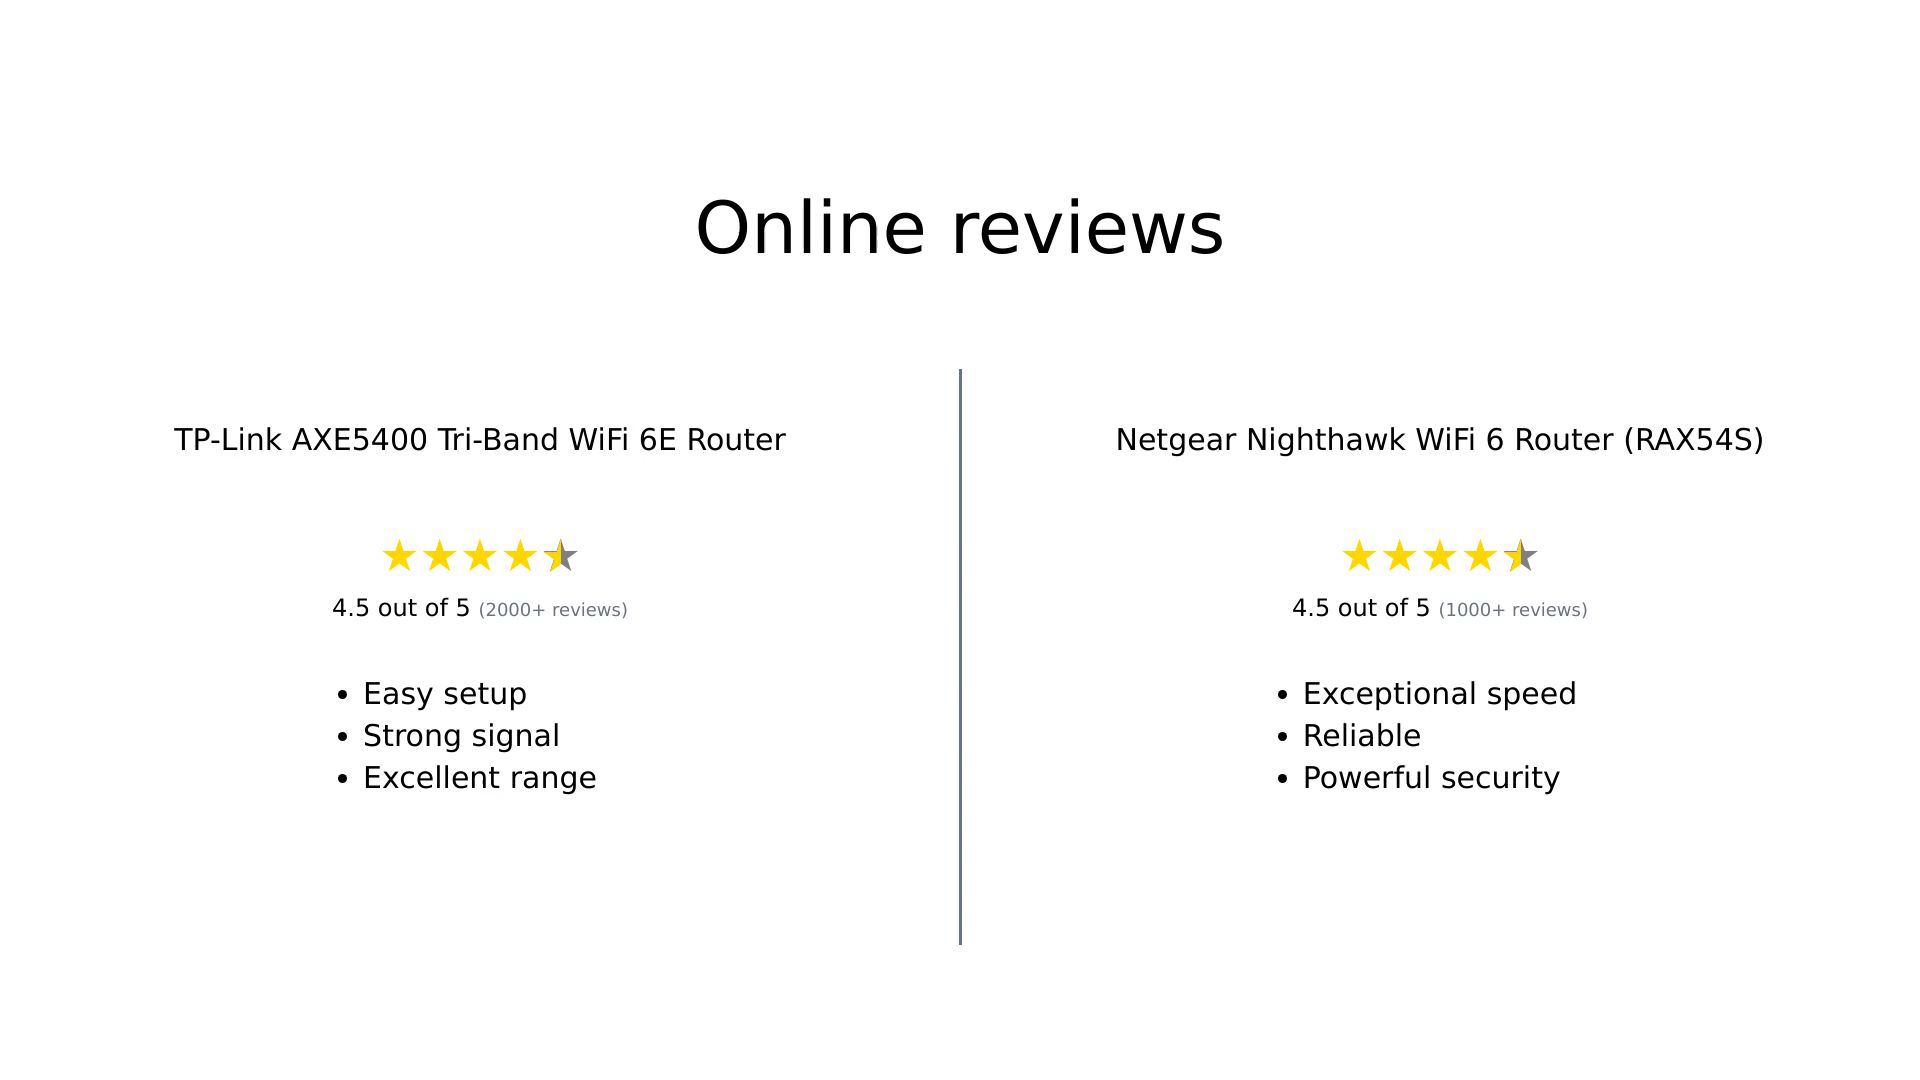 Online reviews
TP-Link AXE5400 Tri-Band WiFi 6E Router
4.5 out of 5 (2000+ reviews)
• Easy setup
• Strong signal
• Excellent range
Netgear Nighthawk WiFi 6 Router (RAX54S)
4.5 out of 5 (1000+ reviews)
• Exceptional speed
• Reliable
• Powerful security